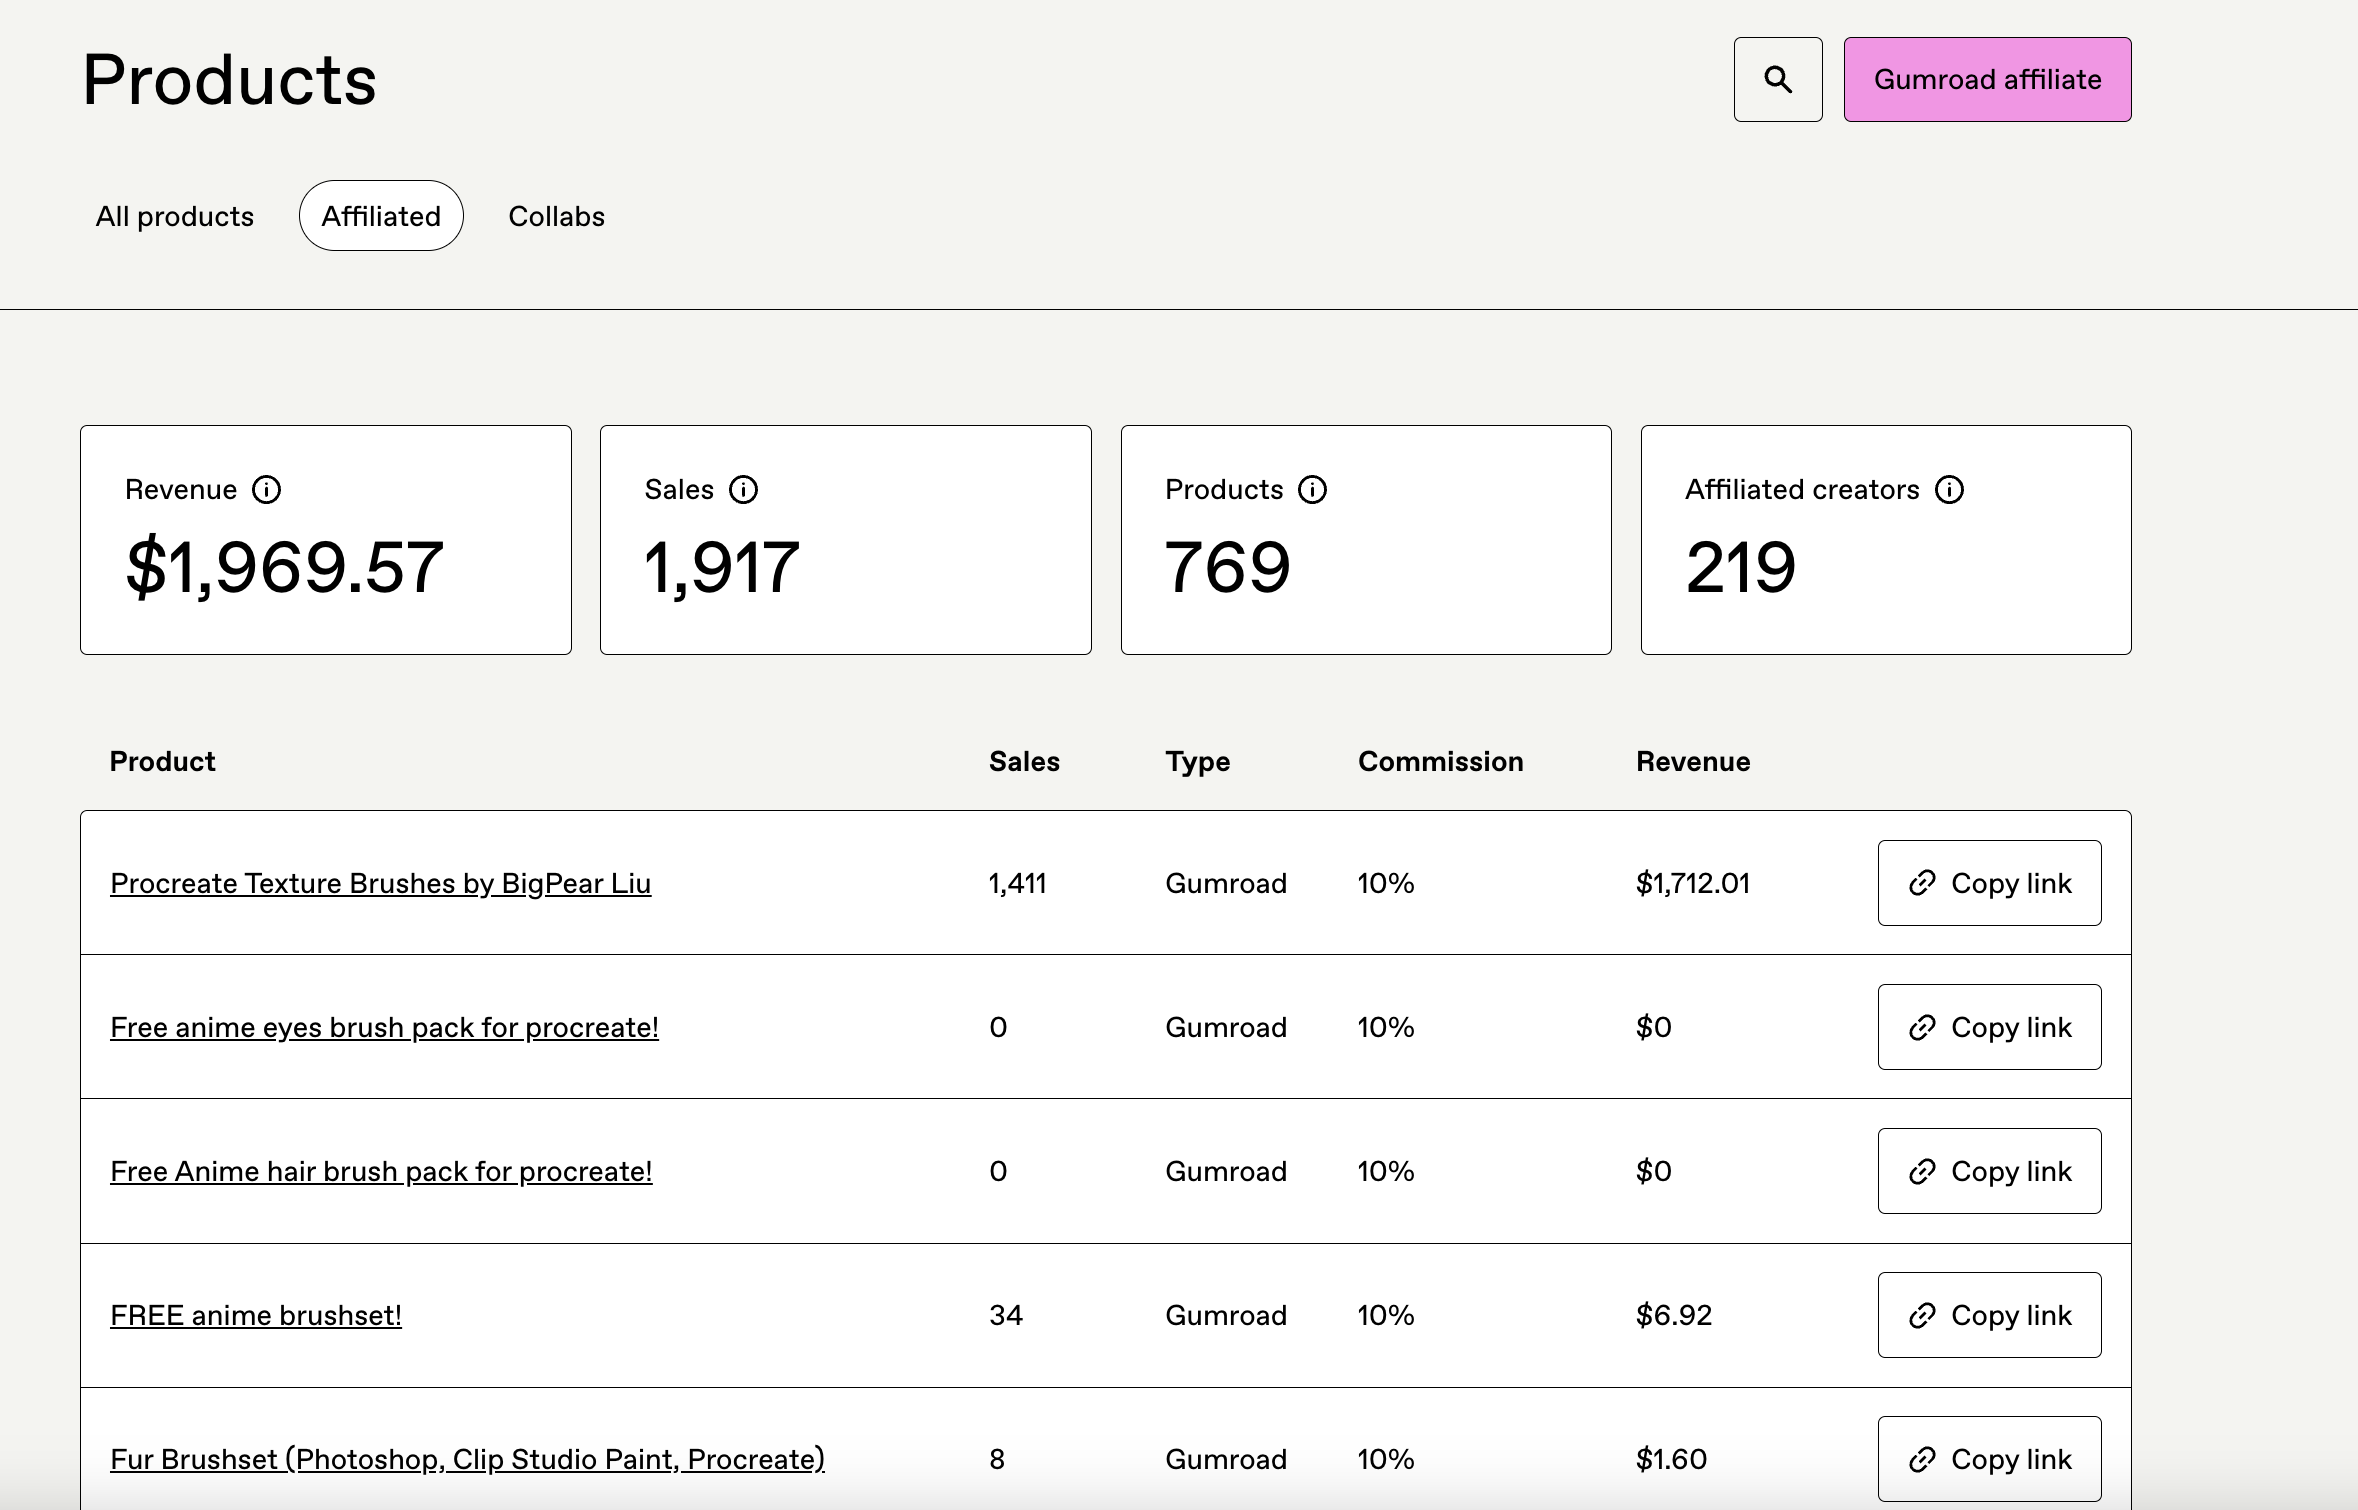 Products
Gumroad affiliate
All products Affiliated Collabs
Revenue Sales Products Affiliated creators
$1,969.57 1,917 769 219
Product Sales Type Commission Revenue
Procreate Texture Brushes by BigPear Liu 1,411 Gumroad 10% $1,712.01 Copy link
Free anime eyes brush pack for procreate! 0 Gumroad 10% $0 Copy link
Free Anime hair brush pack for procreate! 0 Gumroad 10% $0 Copy link
FREE anime brushset! 34 Gumroad 10% $6.92 Copy link
Fur Brushset (Photoshop, Clip Studio Paint, Procreate) 8 Gumroad 10% $1.60 Copy link